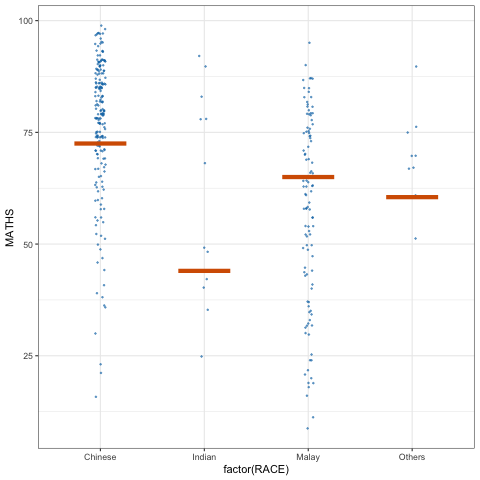 100
75
50
25
MATHS
Chinese
Indian
Malay
Others
factor(RACE)